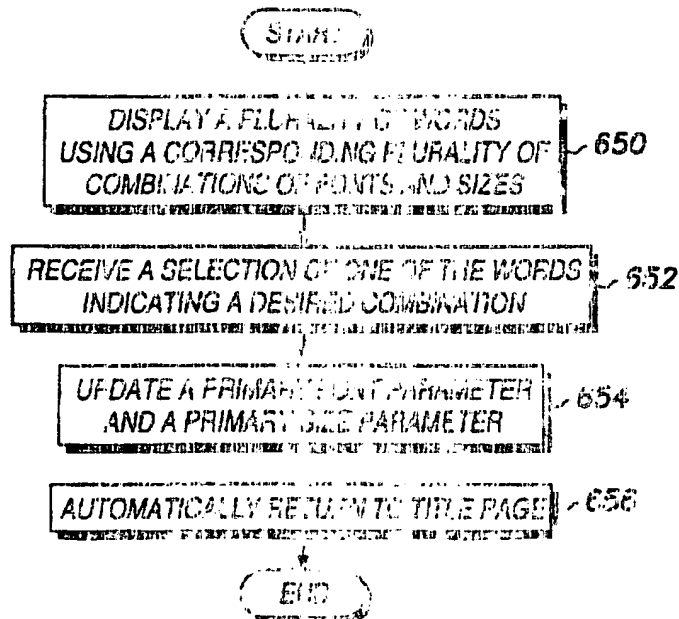 START
DISPLAY A PLURALITY OF WORDS
USING A CORRESPONDING PLURALITY OF
COMBINATIONS OF FONTS AND SIZES
650
RECEIVE A SELECTION OF ONE OF THE WORDS
INDICATING A DESIRED COMBINATION
652
UPDATE A PRIMARY FONT PARAMETER
AND A PRIMARY SIZE PARAMETER
654
AUTOMATICALLY RETURN TO TITLE PAGE
656
END